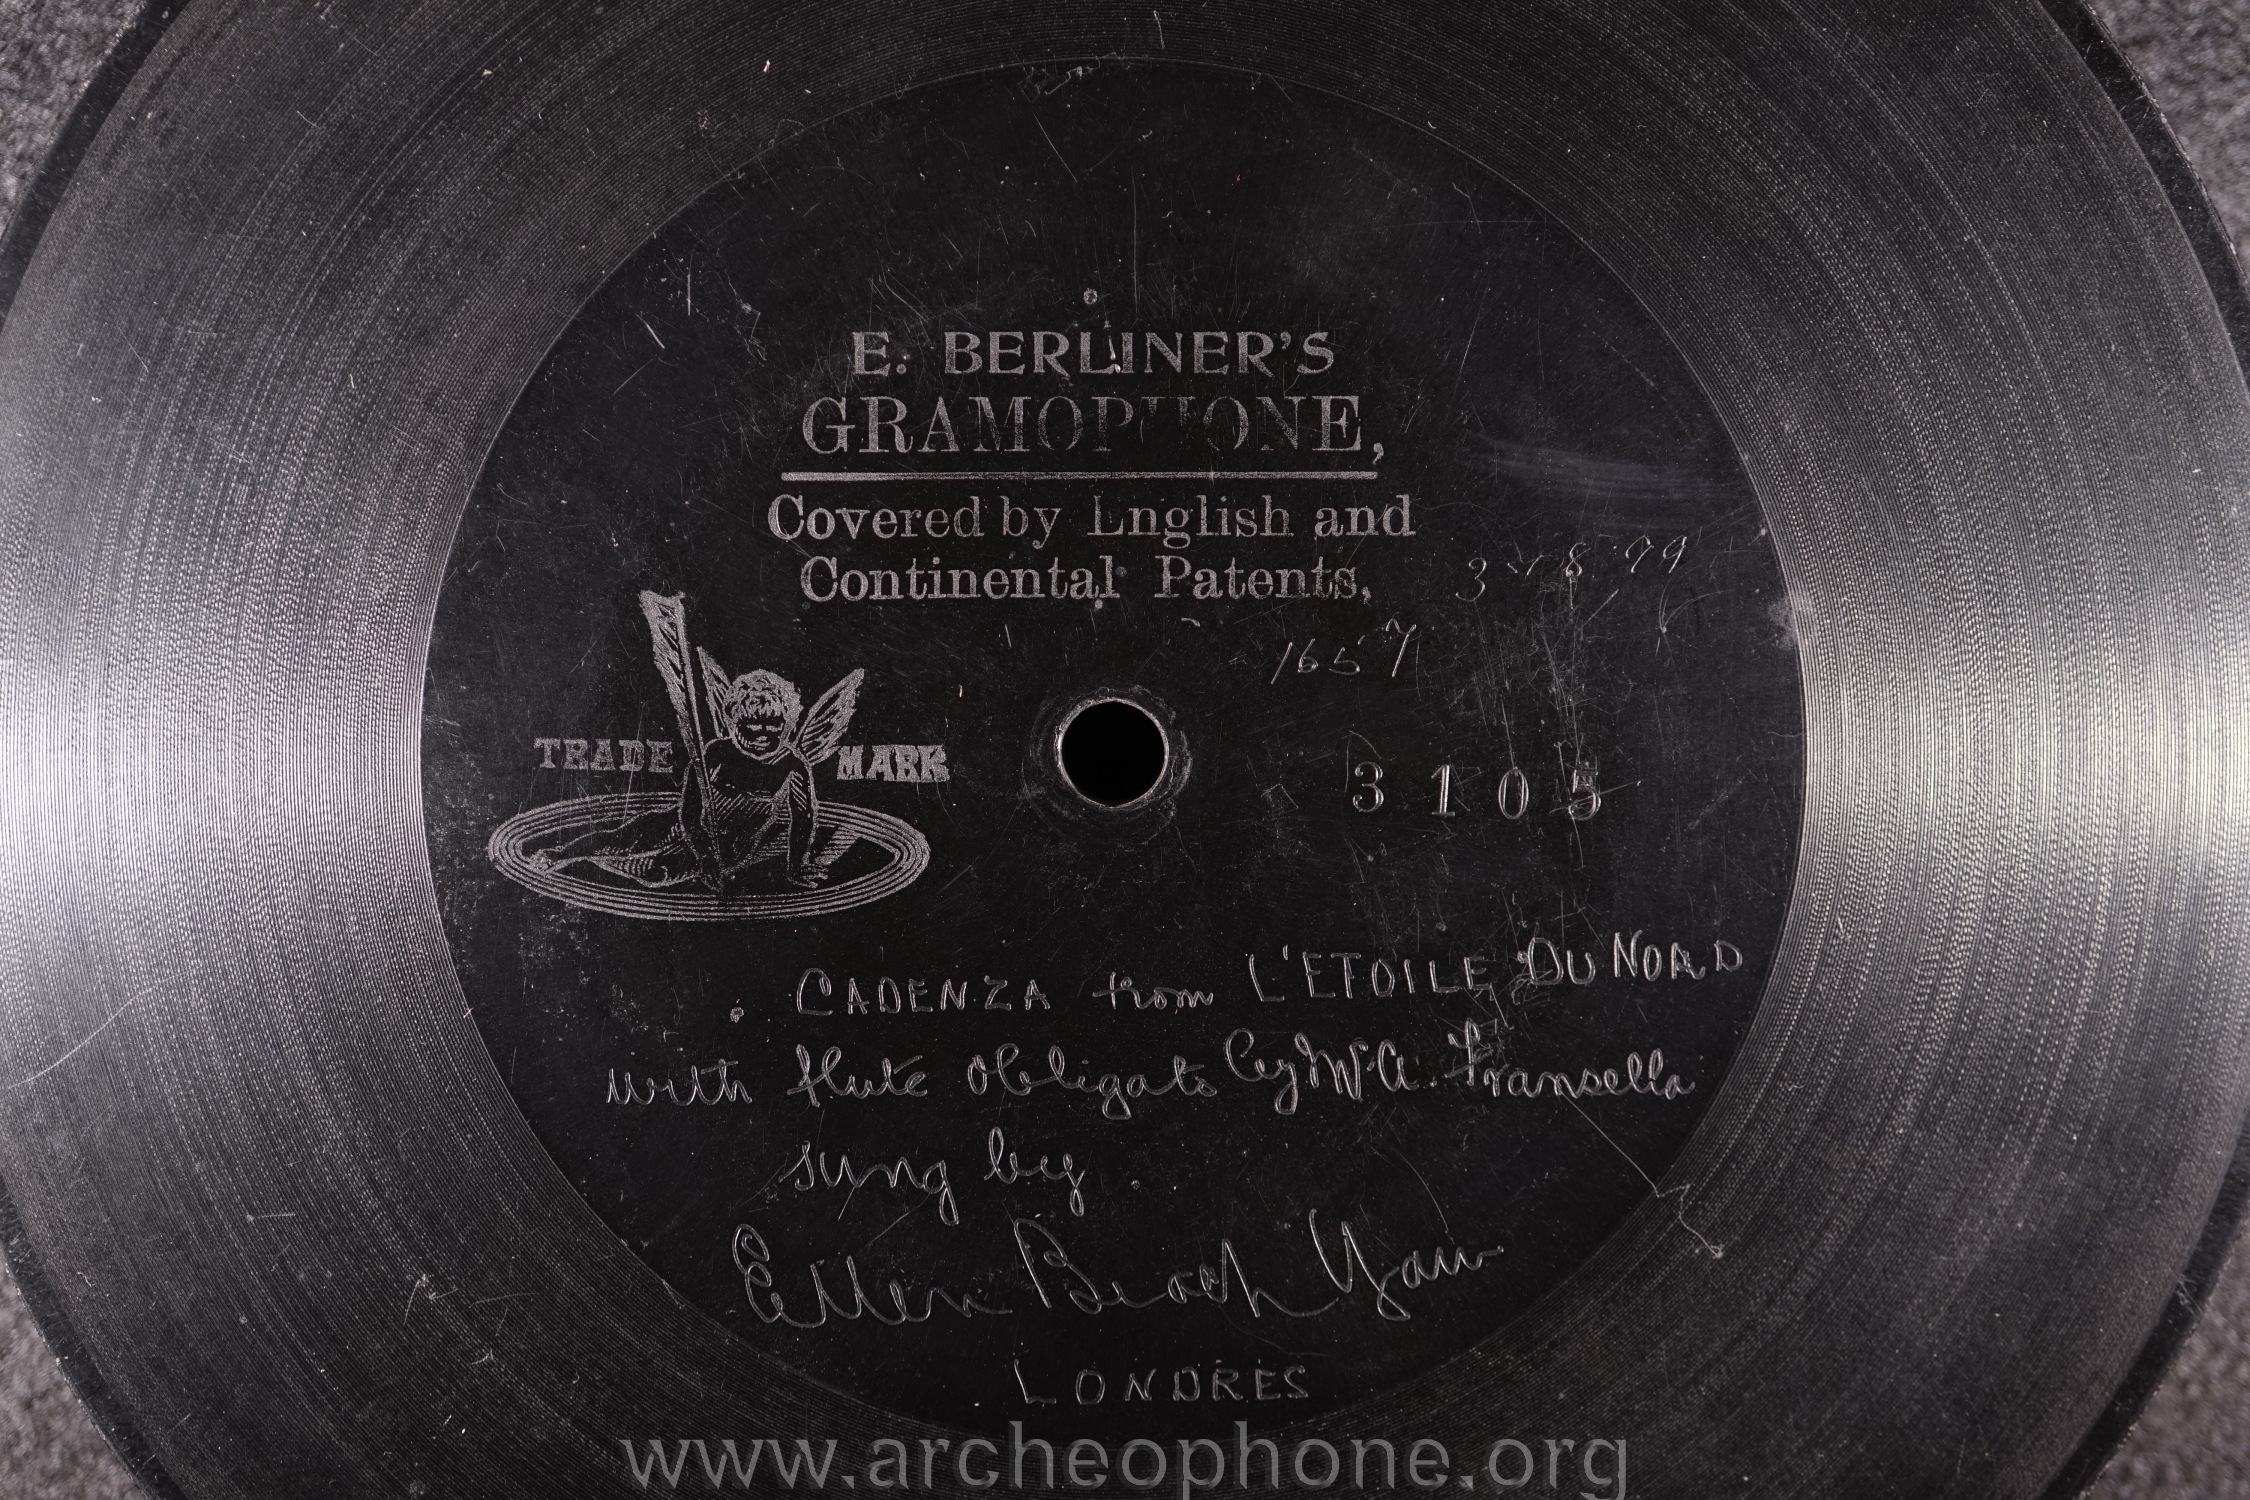 E. BERLINER'S
GRAMOPHONE,
Covered by English and
Continental Patents,
1657
TRADE MARK
3105
CADENZA from L'ETOILE DU NORD
with flute obligato by Mr A. Fransella
sung by
Ellen Beach Yaw
LONDRES
www.archeophone.org